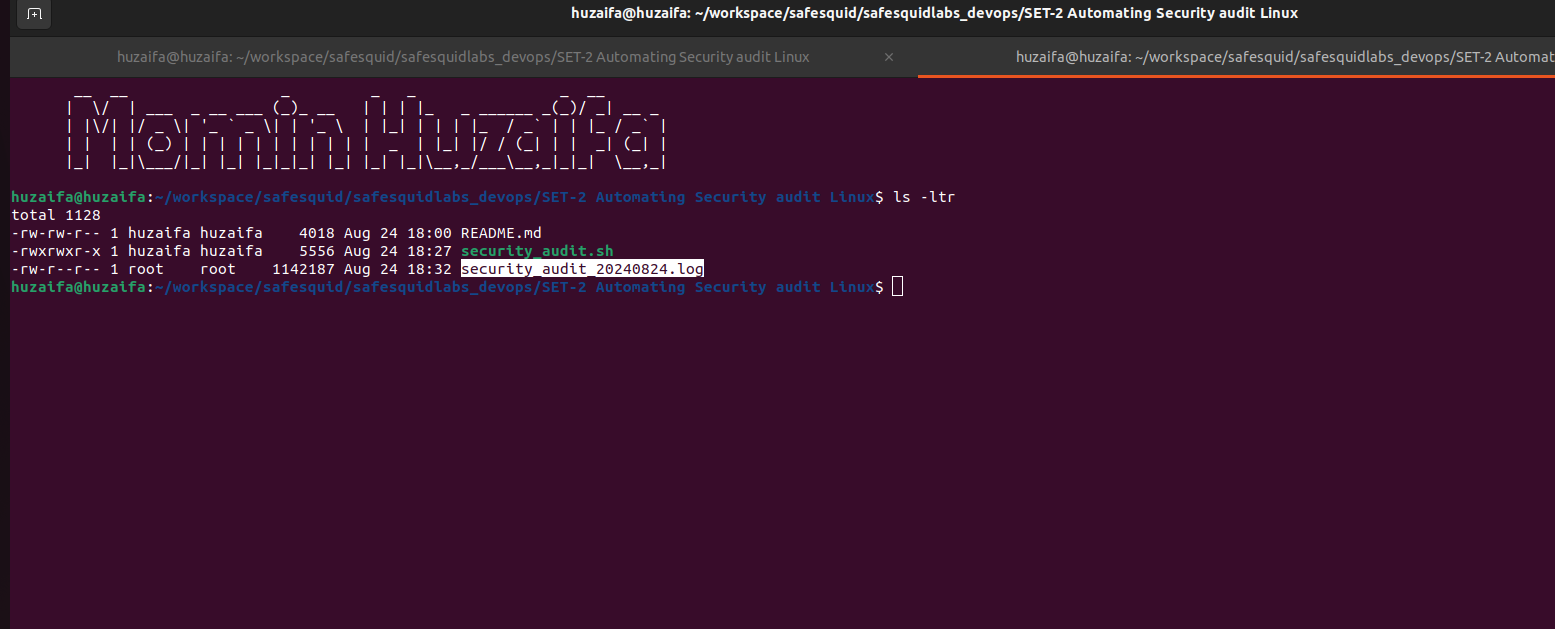 huzaifa@huzaifa: ~/workspace/safesquid/safesquidlabs_devops/SET-2 Automating Security audit Linux
huzaifa@huzaifa: ~/workspace/safesquid/safesquidlabs_devops/SET-2 Automating Security audit Linux ×
huzaifa@huzaifa: ~/workspace/safesquid/safesquidlabs_devops/SET-2 Automat
Momin Huzaifa
huzaifa@huzaifa:~/workspace/safesquid/safesquidlabs_devops/SET-2 Automating Security audit Linux$ ls -ltr
total 1128
-rw-rw-r-- 1 huzaifa huzaifa    4018 Aug 24 18:00 README.md
-rwxrwxr-x 1 huzaifa huzaifa    5556 Aug 24 18:27 security_audit.sh
-rw-r--r-- 1 root    root    1142187 Aug 24 18:32 security_audit_20240824.log
huzaifa@huzaifa:~/workspace/safesquid/safesquidlabs_devops/SET-2 Automating Security audit Linux$